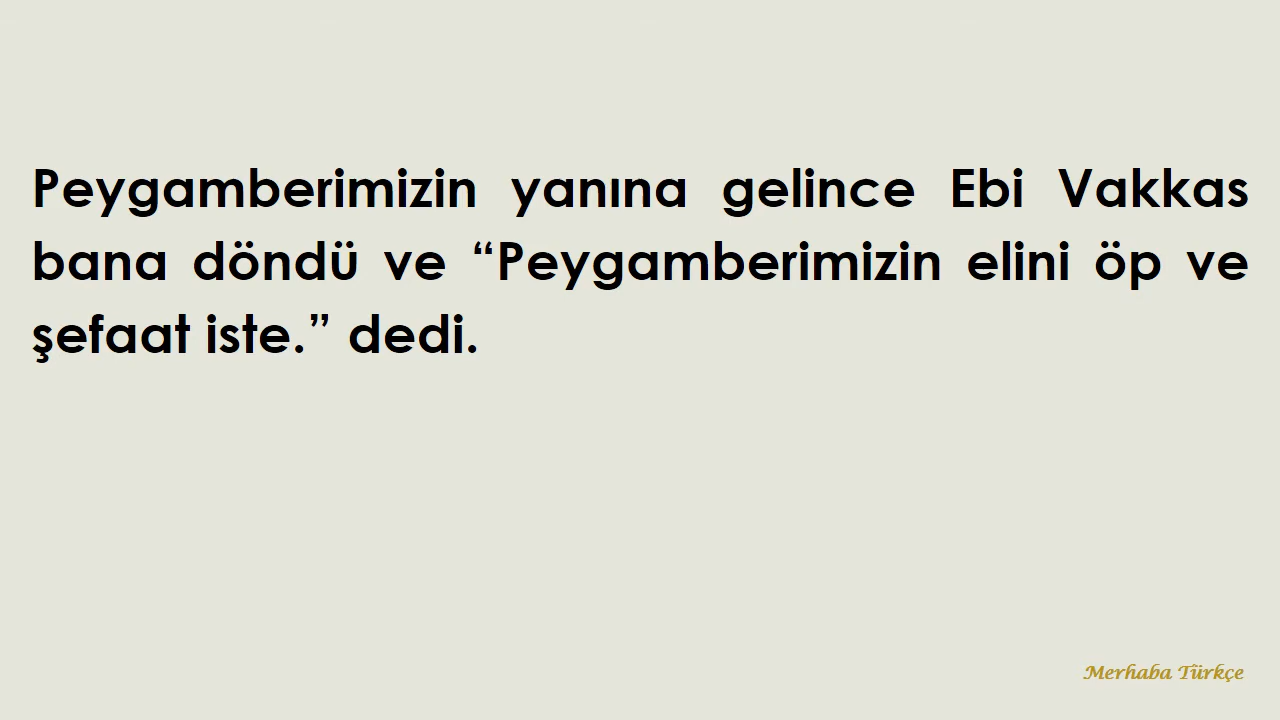 Peygamberimizin yanına gelince Ebi Vakkas
bana döndü ve “Peygamberimizin elini öp ve
şefaat iste.” dedi.
Merhaba Türkçe